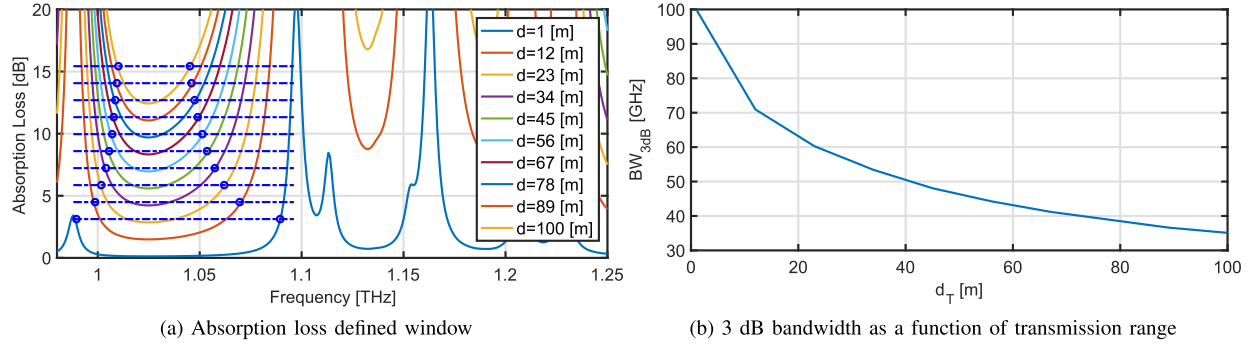 20
15
10
5
0
Absorption Loss [dB]
1
1.05
1.1
1.15
1.2
1.25
Frequency [THz]
d=1 [m]
d=12 [m]
d=23 [m]
d=34 [m]
d=45 [m]
d=56 [m]
d=67 [m]
d=78 [m]
d=89 [m]
d=100 [m]
(a) Absorption loss defined window
100
90
80
70
60
50
40
30
BW3dB [GHz]
0
20
40
60
80
100
dT [m]
(b) 3 dB bandwidth as a function of transmission range